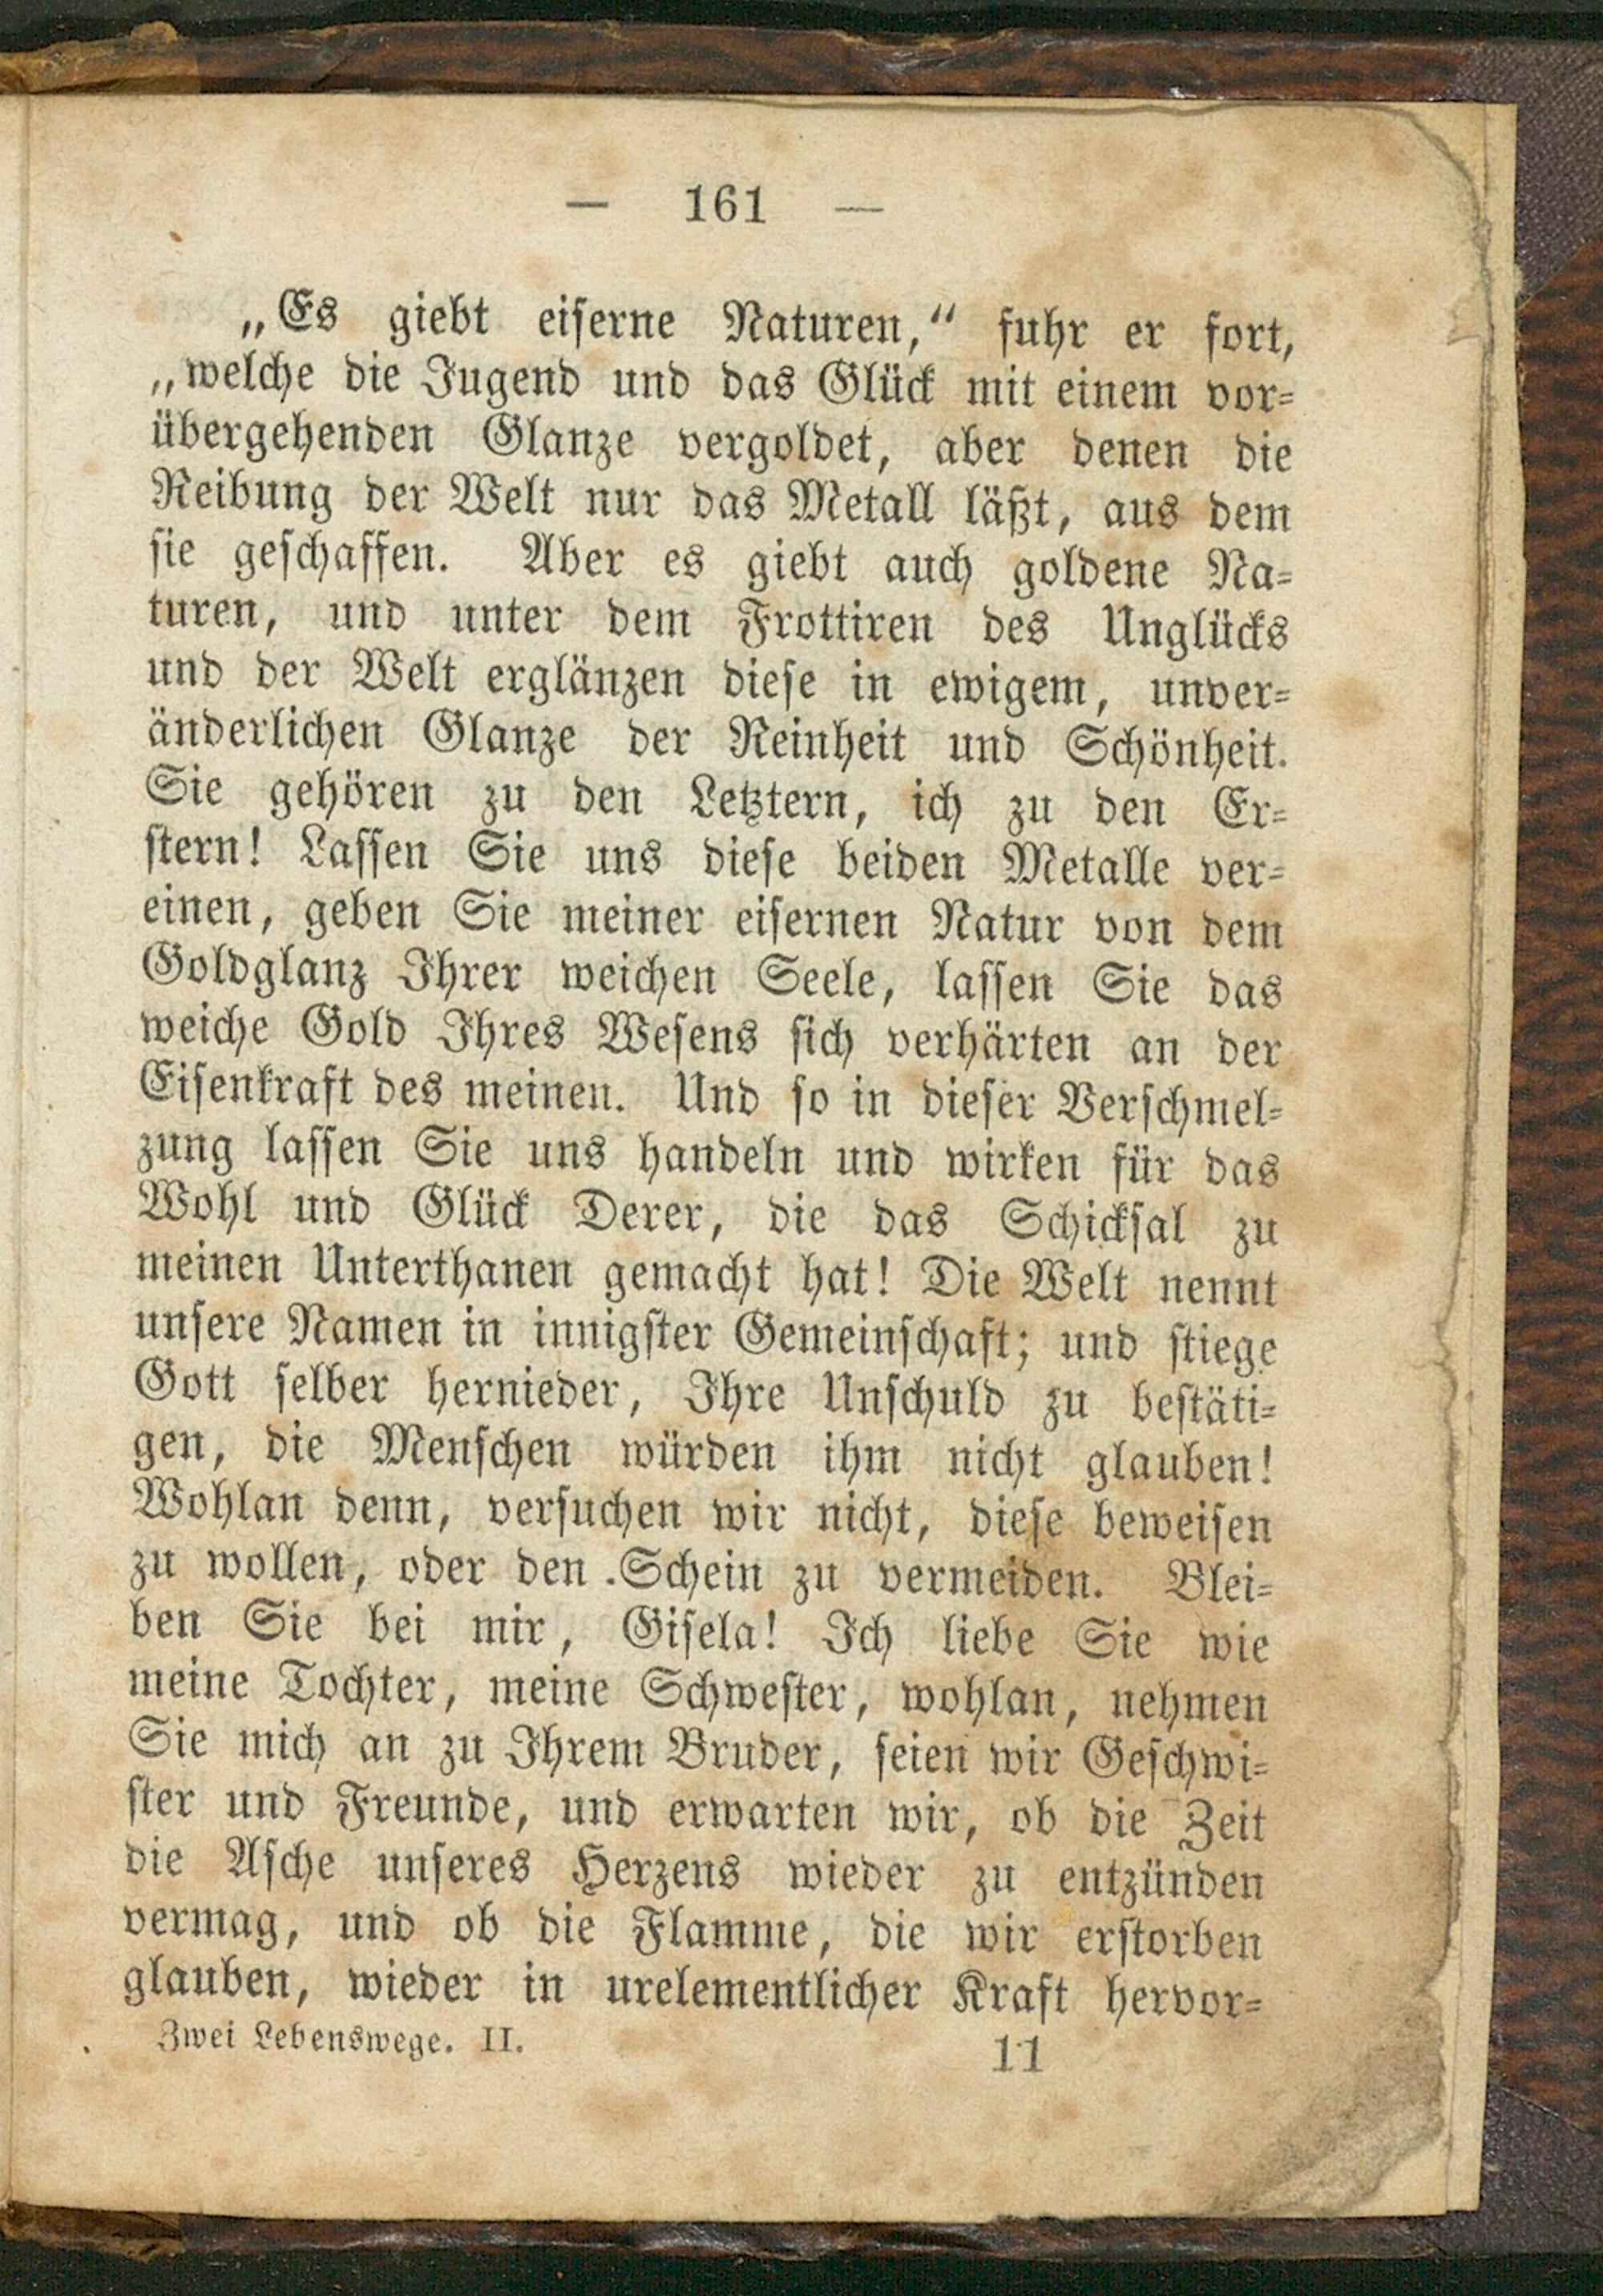 — 161 —
„Es giebt eiserne Naturen,“ fuhr er fort,
„welche die Jugend und das Glück mit einem vor-
übergehenden Glanze vergoldet, aber denen die
Reibung der Welt nur das Metall läßt, aus dem
sie geschaffen. Aber es giebt auch goldene Na-
turen, und unter dem Frottiren des Unglücks
und der Welt erglänzen diese in ewigem, unver-
änderlichen Glanze der Reinheit und Schönheit.
Sie gehören zu den Letztern, ich zu den Er-
stern! Lassen Sie uns diese beiden Metalle ver-
einen, geben Sie meiner eisernen Natur von dem
Goldglanz Ihrer weichen Seele, lassen Sie das
weiche Gold Ihres Wesens sich verhärten an der
Eisenkraft des meinen. Und so in dieser Verschmel-
zung lassen Sie uns handeln und wirken für das
Wohl und Glück Derer, die das Schicksal zu
meinen Unterthanen gemacht hat! Die Welt nennt
unsere Namen in innigster Gemeinschaft; und stiege
Gott selber hernieder, Ihre Unschuld zu bestäti-
gen, die Menschen würden ihm nicht glauben!
Wohlan denn, versuchen wir nicht, diese beweisen
zu wollen, oder den Schein zu vermeiden. Blei-
ben Sie bei mir, Gisela! Ich liebe Sie wie
meine Tochter, meine Schwester, wohlan, nehmen
Sie mich an zu Ihrem Bruder, seien wir Geschwi-
ster und Freunde, und erwarten wir, ob die Zeit
die Asche unseres Herzens wieder zu entzünden
vermag, und ob die Flamme, die wir erstorben
glauben, wieder in urelementlicher Kraft hervor-
Zwei Lebenswege. II. 11